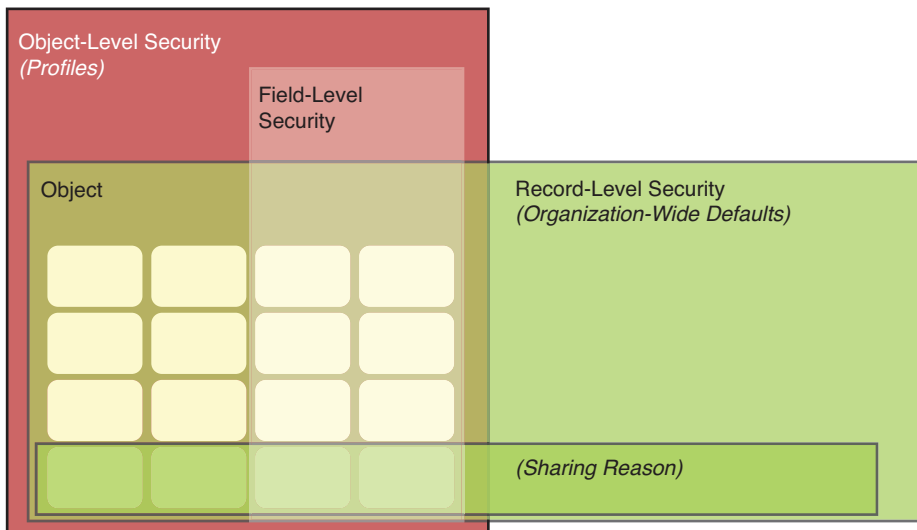 Object-Level Security
(Profiles)
Field-Level
Security
Object
Record-Level Security
(Organization-Wide Defaults)
(Sharing Reason)